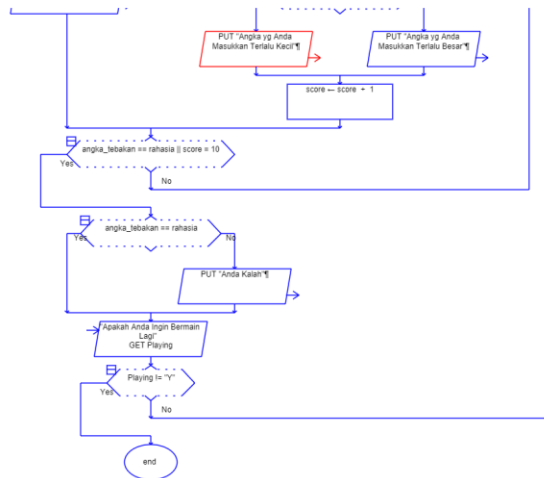 PUT "Angka yg Anda
Masukkan Terlalu Kecil"¶
PUT "Angka yg Anda
Masukkan Terlalu Besar"¶
score ← score + 1
angka_tebakan == rahasia || score = 10
Yes
No
angka_tebakan == rahasia
Yes
No
PUT "Anda Kalah"¶
"Apakah Anda Ingin Bermain
Lagi"
GET Playing
Playing != "Y"
Yes
No
end